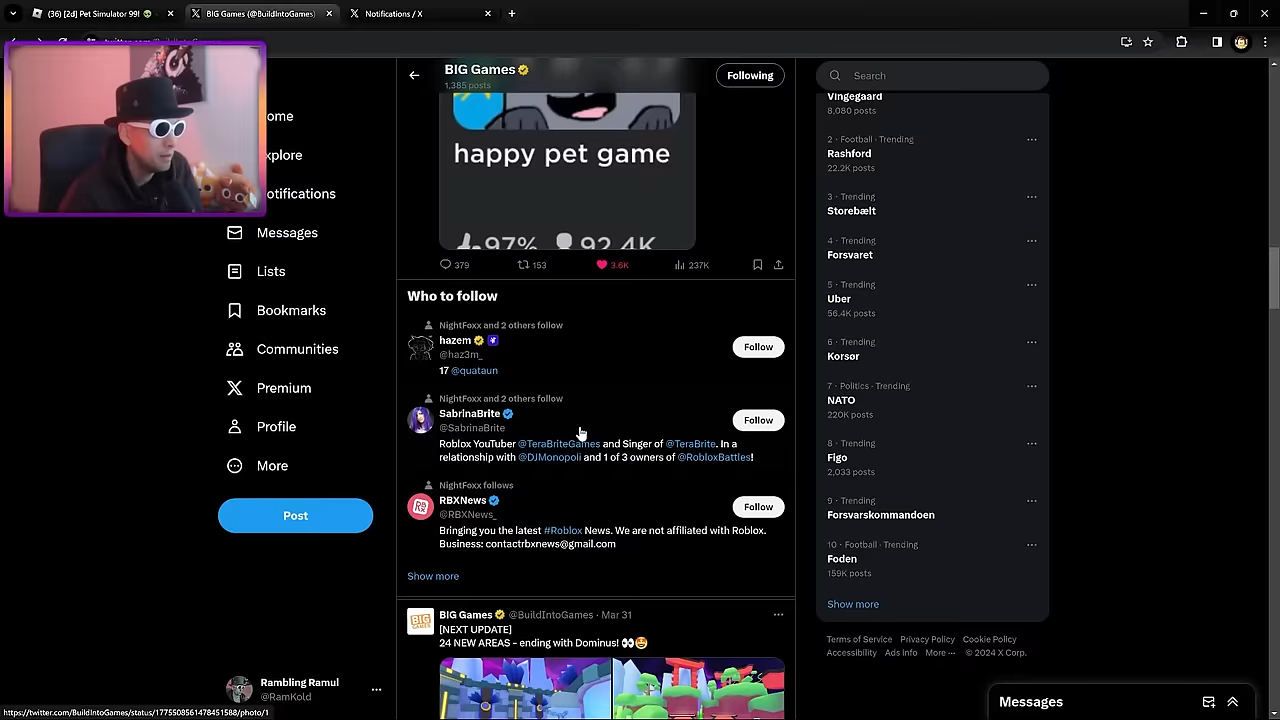 (36) [2d] Pet Simulator 99!
BIG Games (@BuildIntoGames)
Notifications / X
BIG Games
1,385 posts
Following
Search
ome
xplore
otifications
Messages
Lists
Bookmarks
Communities
Premium
Profile
More
Post
Rambling Ramul
@RamKold
happy pet game
97% 92.4K
379
153
3.6K
237K
Who to follow
NightFoxx and 2 others follow
hazem
@haz3m_
17 @quataun
Follow
NightFoxx and 2 others follow
SabrinaBrite
@SabrinaBrite
Roblox YouTuber @TeraBriteGames and Singer of @TeraBrite. In a
relationship with @DJMonopoli and 1 of 3 owners of @RobloxBattles!
Follow
NightFoxx follows
RBXNews
@RBXNews_
Bringing you the latest #Roblox News. We are not affiliated with Roblox.
Business: contactrbxnews@gmail.com
Follow
Show more
BIG Games @BuildIntoGames · Mar 31
[NEXT UPDATE]
24 NEW AREAS - ending with Dominus! 👀🤩
Vingegaard
8,080 posts
2 · Football · Trending
Rashford
22.2K posts
3 · Trending
Storebælt
4 · Trending
Forsvaret
5 · Trending
Uber
56.4K posts
6 · Trending
Korsør
7 · Politics · Trending
NATO
220K posts
8 · Trending
Figo
2,033 posts
9 · Trending
Forsvarskommandoen
10 · Football · Trending
Foden
159K posts
Show more
Terms of Service Privacy Policy Cookie Policy
Accessibility Ads Info More ··· © 2024 X Corp.
Messages
https://twitter.com/BuildIntoGames/status/1775508561478451588/photo/1